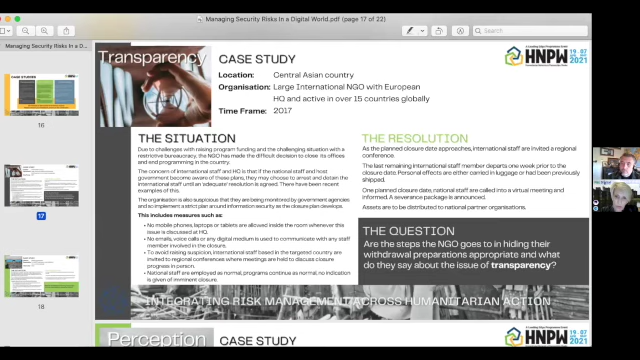 Managing Security Risks In a Digital World.pdf (page 17 of 22)
Search
Managing Security Risks In a D...
16
17
18
Transparency
CASE STUDY
HNPW
2021
Location: Central Asian country
Organisation: Large International NGO with European
HQ and active in over 15 countries globally
Time Frame: 2017
THE SITUATION
Due to challenges with raising program funding and the challenging situation with a
restrictive bureaucracy, the NGO has made the difficult decision to close its offices
and end programming in the country.
The concern of international staff and HQ is that if the national staff and host
government become aware of these plans, they may choose to arrest and detain
the international staff until an 'adequate' resolution is agreed. There have been recent
examples of this.
The organisation is also suspicious that they are being monitored by government agencies
and so implement a strict plan around information security as the closure plan develops.
This includes measures such as:
• No mobile phones, laptops or tablets are allowed inside the room whenever this
issue is discussed at HQ.
• No emails, voice calls or any digital medium is used to communicate with any staff
member involved in the closure.
• To avoid raising suspicion, international staff based in the targeted country are
invited to regional conferences where meetings are held to discuss closure
progress in person.
• National staff are employed as normal, programs continue as normal, no indication
is given of imminent closure.
THE RESOLUTION
As the planned closure date approaches, international staff are invited a regional
conference.
The last remaining international staff member departs one week prior to the
closure date. Personal effects are either carried in luggage or had been previously
shipped.
One planned closure date, national staff are called into a virtual meeting and
informed. A severance package is announced.
Assets are to be distributed to national partner organisations.
THE QUESTION
Are the steps the NGO goes to in hiding their
withdrawal preparations appropriate and what
do they say about the issue of transparency?
INTEGRATING RISK MANAGEMENT ACROSS HUMANITARIAN ACTION
Perception
CASE STUDY
HNPW
2021